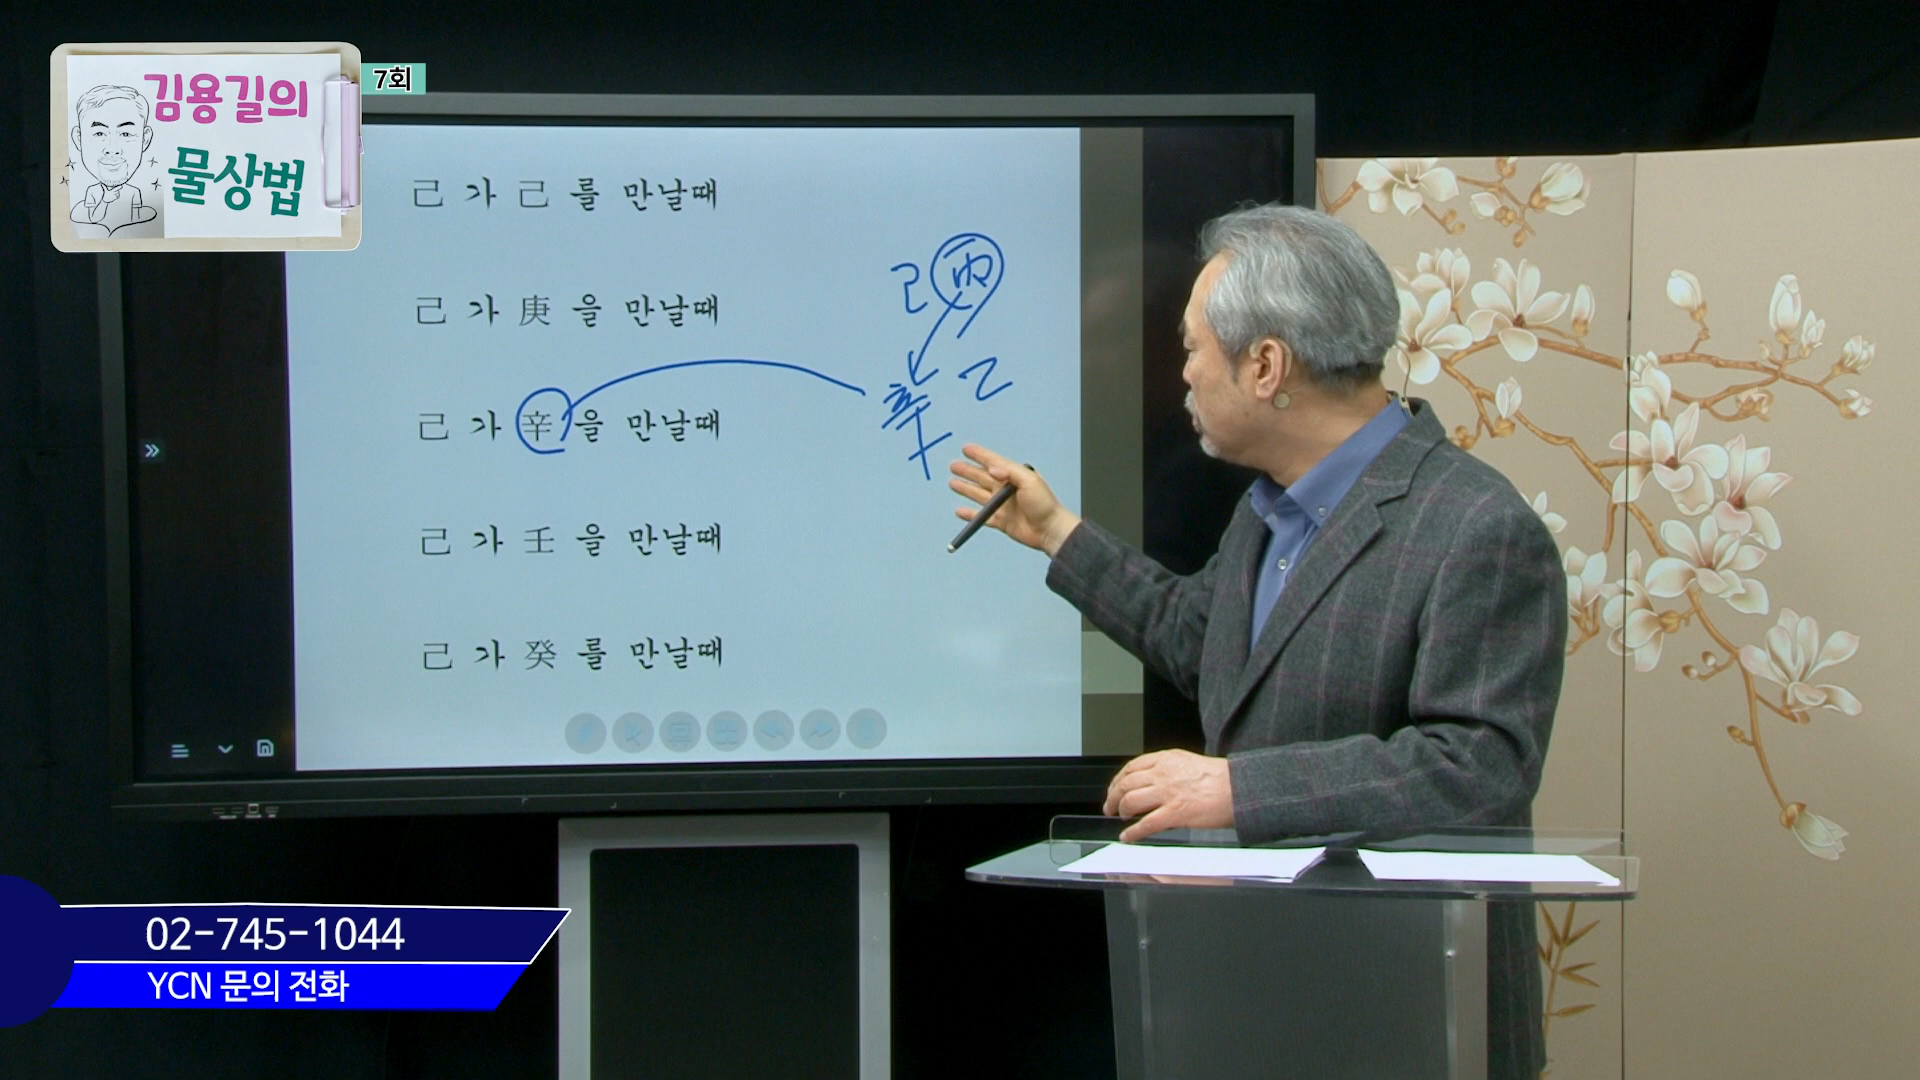 김용길의
물상법
7회
己 가 己 를 만날때
己 가 庚 을 만날때
己 가 辛 을 만날때
己 가 壬 을 만날때
己 가 癸 를 만날때
己 丙
辛 乙
02-745-1044
YCN 문의 전화